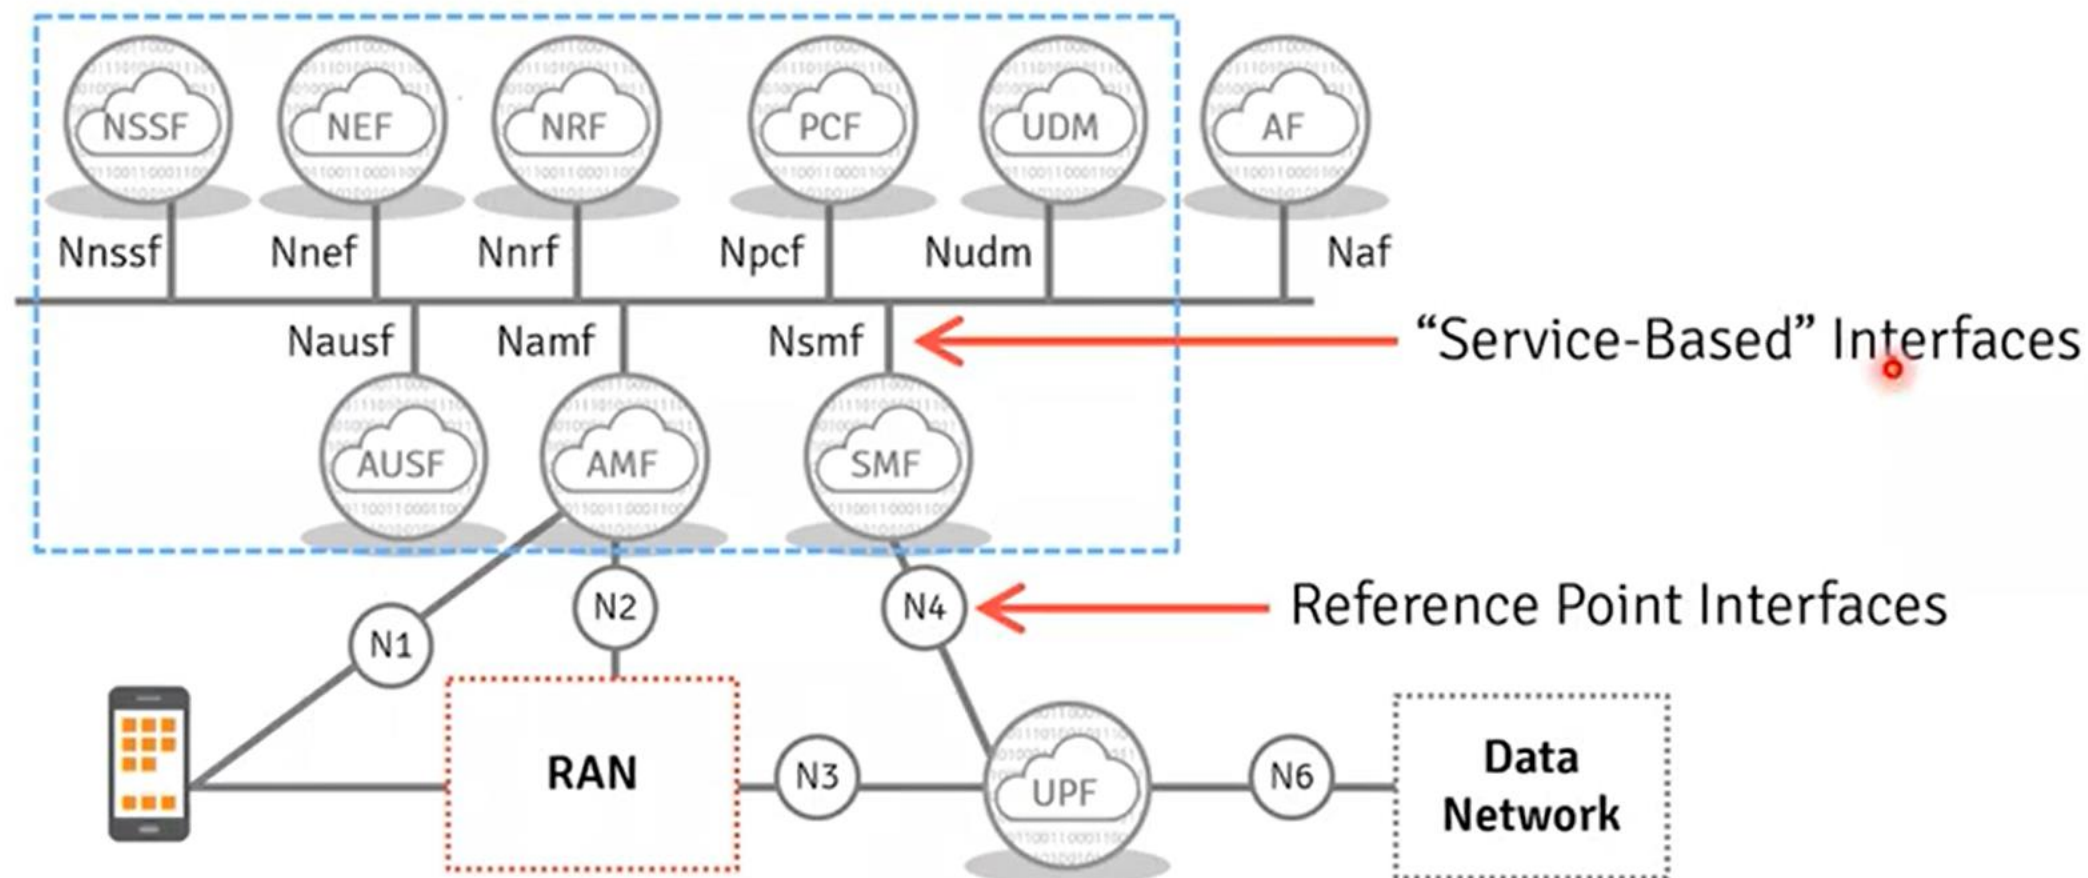 NSSF NEF NRF PCF UDM AF
Nnssf Nnef Nnrf Npcf Nudm Naf
Nausf Namf Nsmf “Service-Based” Interfaces
AUSF AMF SMF
N1 N2 N4 Reference Point Interfaces
RAN N3 UPF N6 Data
Network